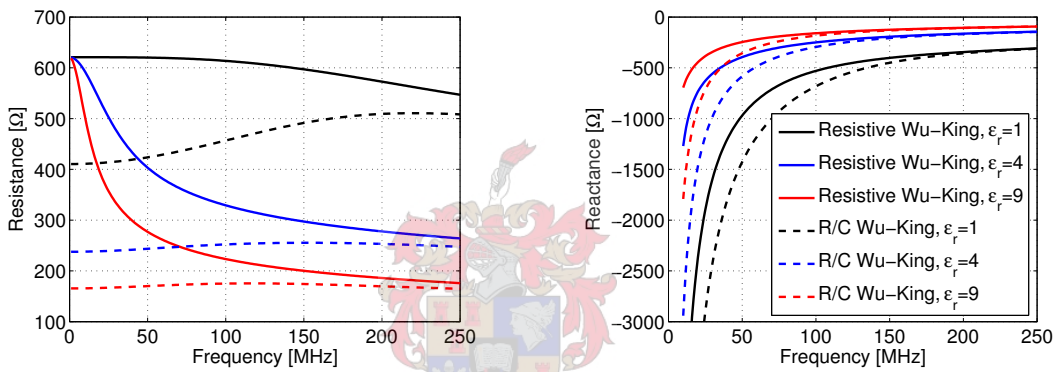 700
600
500
400
300
200
100
0
50
100
150
200
250
Resistance [Ω]
Frequency [MHz]
0
−500
−1000
−1500
−2000
−2500
−3000
0
50
100
150
200
250
Reactance [Ω]
Frequency [MHz]
Resistive Wu−King, ε_r=1
Resistive Wu−King, ε_r=4
Resistive Wu−King, ε_r=9
R/C Wu−King, ε_r=1
R/C Wu−King, ε_r=4
R/C Wu−King, ε_r=9